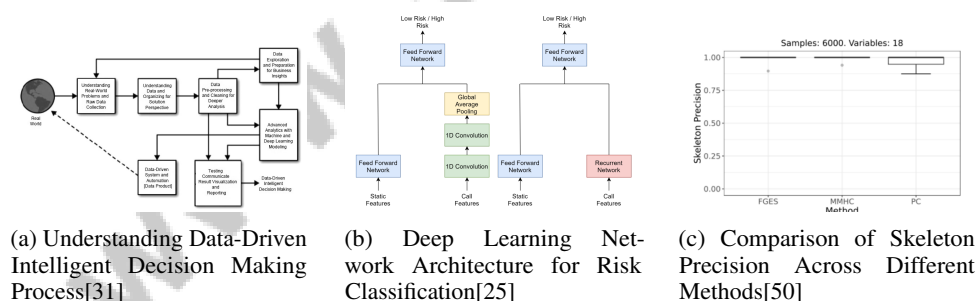 Real
World
Understanding
Real-World
Problems and
Raw Data
Collection
Understanding
Data and
Organizing for
Solution
Perspective
Data
Pre-processing
and Cleaning for
Deeper
Analysis
Data
Exploration and
Preparation for
Business
Insights
Advanced
Analytics with
Machine and
Deep Learning
Modeling
Data-Driven
System and
Automation
[Data Product]
Testing
Communicate
Result Visualization
and
Reporting
Data-Driven
Intelligent
Decision Making
(a) Understanding Data-Driven
Intelligent Decision Making
Process[31]
Low Risk / High
Risk
Feed Forward
Network
Global
Average
Pooling
1D Convolution
1D Convolution
Feed Forward
Network
Static
Features
Call
Features
Low Risk / High
Risk
Feed Forward
Network
Feed Forward
Network
Recurrent
Network
Static
Features
Call
Features
(b) Deep Learning Net-
work Architecture for Risk
Classification[25]
Samples: 6000. Variables: 18
Skeleton Precision
1.00
0.75
0.50
0.25
0.00
FGES MMHC PC
Method
(c) Comparison of Skeleton
Precision Across Different
Methods[50]